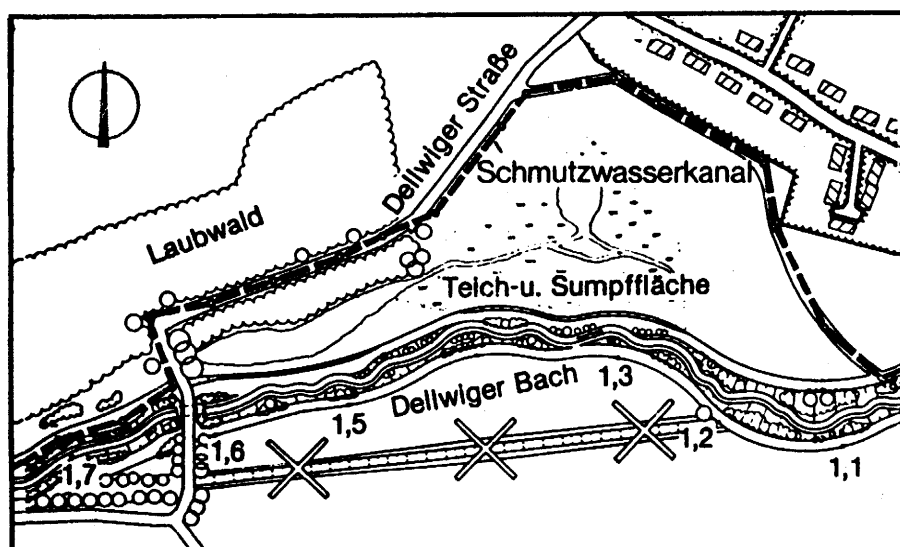 Dellwiger Straße
Schmutzwasserkanal
Laubwald
Teich-u. Sumpffläche
Dellwiger Bach
1,3
1,5
1,2
1,6
1,7
1,1